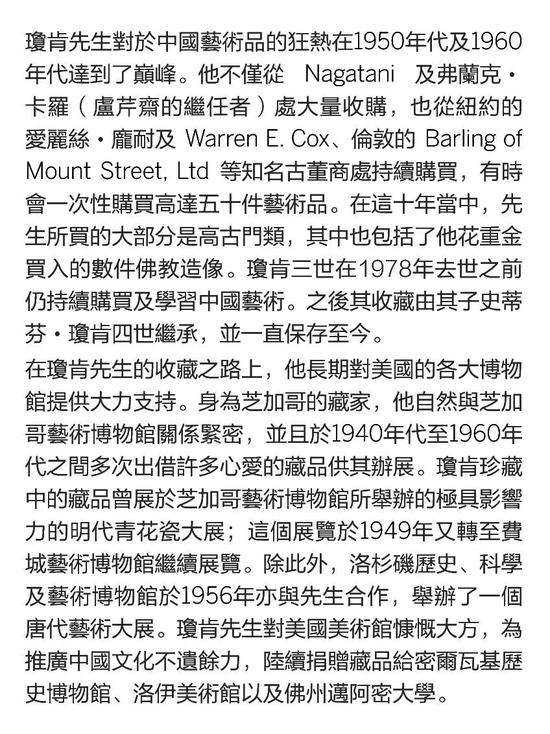 瓊肯先生對於中國藝術品的狂熱在1950年代及1960
年代達到了巔峰。他不僅從 Nagatani 及弗蘭克・
卡羅（盧芹齋的繼任者）處大量收購，也從紐約的
愛麗絲・龐耐及 Warren E. Cox、倫敦的 Barling of
Mount Street, Ltd 等知名古董商處持續購買，有時
會一次性購買高達五十件藝術品。在這十年當中，先
生所買的大部分是高古門類，其中也包括了他花重金
買入的數件佛教造像。瓊肯三世在1978年去世之前
仍持續購買及學習中國藝術。之後其收藏由其子史蒂
芬・瓊肯四世繼承，並一直保存至今。
在瓊肯先生的收藏之路上，他長期對美國的各大博物
館提供大力支持。身為芝加哥的藏家，他自然與芝加
哥藝術博物館關係緊密，並且於1940年代至1960年
代之間多次出借許多心愛的藏品供其辦展。瓊肯珍藏
中的藏品曾展於芝加哥藝術博物館所舉辦的極具影響
力的明代青花瓷大展；這個展覽於1949年又轉至費
城藝術博物館繼續展覽。除此外，洛杉磯歷史、科學
及藝術博物館於1956年亦與先生合作，舉辦了一個
唐代藝術大展。瓊肯先生對美國美術館慷慨大方，為
推廣中國文化不遺餘力，陸續捐贈藏品給密爾瓦基歷
史博物館、洛伊美術館以及佛州邁阿密大學。